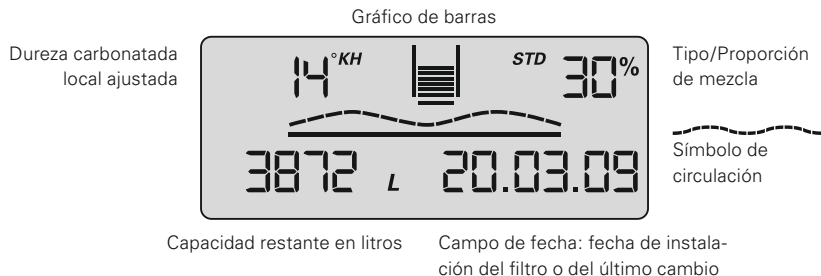 Gráfico de barras
Dureza carbonatada
local ajustada
14 °KH
STD 30%
Tipo/Proporción
de mezcla
Símbolo de
circulación
3872 L 20.03.09
Capacidad restante en litros
Campo de fecha: fecha de instala-
ción del filtro o del último cambio